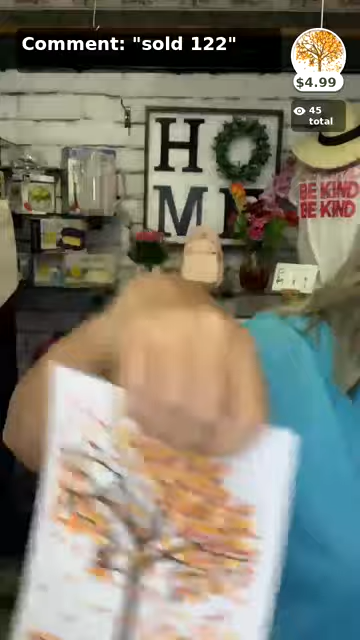 Comment: "sold 122"
$4.99
45
total
HO
ME
BE KIND
BE KIND